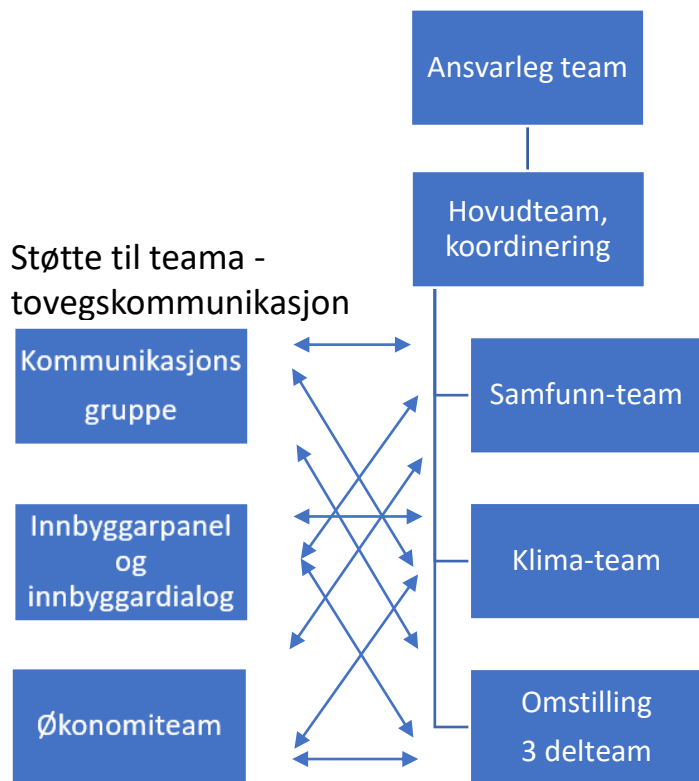 Ansvarleg team
Hovudteam,
koordinering
Støtte til teama -
tovegskommunikasjon
Kommunikasjons
gruppe
Samfunn-team
Innbyggarpanel
og
innbyggardialog
Klima-team
Økonomiteam
Omstilling
3 delteam